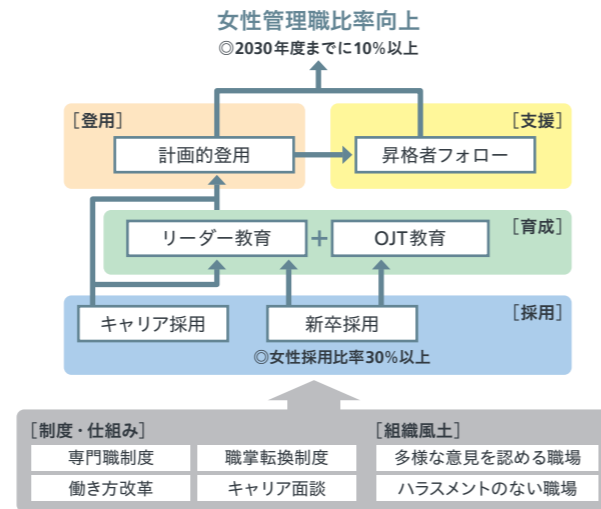 女性管理職比率向上
◎2030年度までに10%以上
［登用］
計画的登用
［支援］
昇格者フォロー
［育成］
リーダー教育
+
OJT教育
［採用］
キャリア採用
新卒採用
◎女性採用比率30%以上
［制度・仕組み］
専門職制度
職掌転換制度
働き方改革
キャリア面談
［組織風土］
多様な意見を認める職場
ハラスメントのない職場